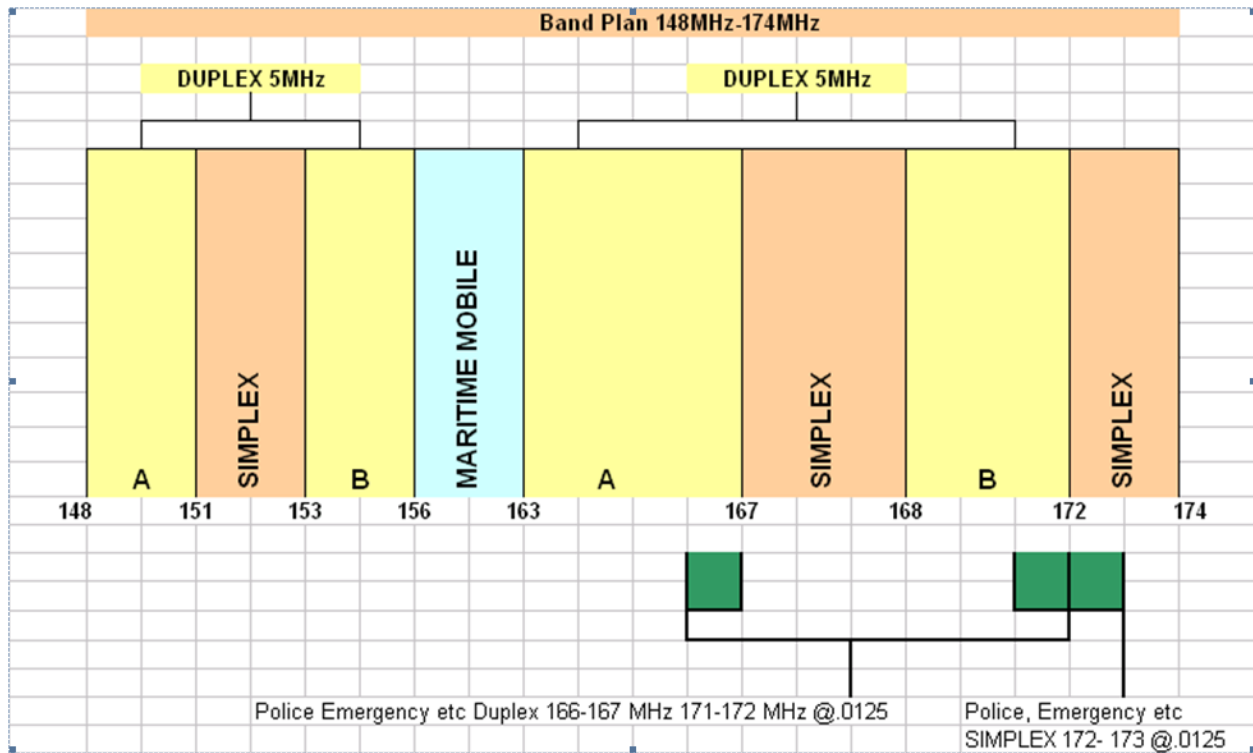 Band Plan 148MHz-174MHz
DUPLEX 5MHz
DUPLEX 5MHz
A
SIMPLEX
B
MARITIME MOBILE
A
SIMPLEX
B
SIMPLEX
148 151 153 156 163 167 168 172 174
Police Emergency etc Duplex 166-167 MHz 171-172 MHz @.0125
Police, Emergency etc
SIMPLEX 172- 173 @.0125